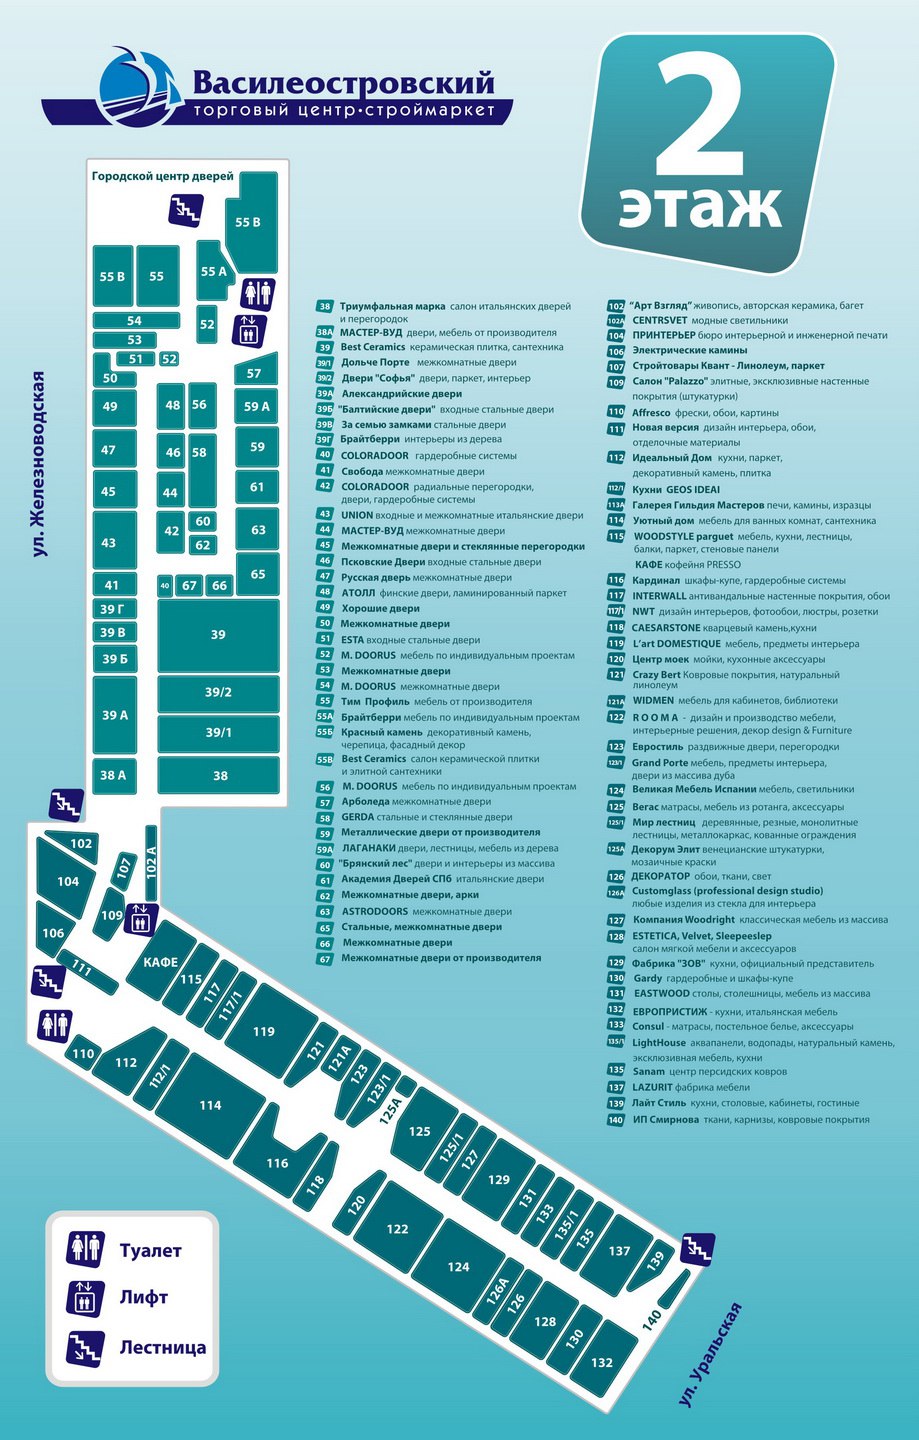 Василеостровский
торговый центр·строймаркет
2
этаж
Городской центр дверей
55 В
55 В
55
55 А
54
52
53
51
52
50
57
49
48
56
59 А
47
46
58
59
45
44
61
43
42
60
62
63
65
41
40
67
66
39 Г
39 В
39 Б
39
39 А
39/2
39/1
38 А
38
ул. Железноводская
38 Триумфальная марка салон итальянских дверей
и перегородок
38А МАСТЕР-ВУД двери, мебель от производителя
39 Best Ceramics керамическая плитка, сантехника
39/1 Дольче Порте межкомнатные двери
39/2 Двери "Софья" двери, паркет, интерьер
39А Александрийские двери
39Б "Балтийские двери" входные стальные двери
39В За семью замками стальные двери
39Г Брайтберри интерьеры из дерева
40 COLORADOOR гардеробные системы
41 Свобода межкомнатные двери
42 COLORADOOR радиальные перегородки,
двери, гардеробные системы
43 UNION входные и межкомнатные итальянские двери
44 МАСТЕР-ВУД межкомнатные двери
45 Межкомнатные двери и стеклянные перегородки
46 Псковские Двери входные стальные двери
47 Русская дверь межкомнатные двери
48 АТОЛЛ финские двери, ламинированный паркет
49 Хорошие двери
50 Межкомнатные двери
51 ESTA входные стальные двери
52 M. DOORUS мебель по индивидуальным проектам
53 Межкомнатные двери
54 M. DOORUS межкомнатные двери
55 Тим Профиль мебель от производителя
55А Брайтберри мебель по индивидуальным проектам
55Б Красный камень декоративный камень,
черепица, фасадный декор
55В Best Ceramics салон керамической плитки
и элитной сантехники
56 M. DOORUS мебель по индивидуальным проектам
57 Арболеда межкомнатные двери
58 GERDA стальные и стеклянные двери
59 Металлические двери от производителя
59А ЛАГАНАКИ двери, лестницы, мебель из дерева
60 "Брянский лес" двери и интерьеры из массива
61 Академия Дверей СПб итальянские двери
62 Межкомнатные двери, арки
63 ASTRODOORS межкомнатные двери
65 Стальные, межкомнатные двери
66 Межкомнатные двери
67 Межкомнатные двери от производителя
102 "Арт Взгляд" живопись, авторская керамика, багет
102А CENTRSVET модные светильники
104 ПРИНТЕРЬЕР бюро интерьерной и инженерной печати
106 Электрические камины
107 Стройтовары Квант - Линолеум, паркет
109 Салон "Palazzo" элитные, эксклюзивные настенные
покрытия (штукатурки)
110 Affresco фрески, обои, картины
111 Новая версия дизайн интерьера, обои,
отделочные материалы
112 Идеальный Дом кухни, паркет,
декоративный камень, плитка
112/1 Кухни GEOS IDEAI
113А Галерея Гильдия Мастеров печи, камины, изразцы
114 Уютный дом мебель для ванных комнат, сантехника
115 WOODSTYLE parguet мебель, кухни, лестницы,
балки, паркет, стеновые панели
КАФЕ кофейня PRESSO
116 Кардинал шкафы-купе, гардеробные системы
117 INTERWALL антивандальные настенные покрытия, обои
117/1 NWT дизайн интерьеров, фотообои, люстры, розетки
118 CAESARSTONE кварцевый камень,кухни
119 L'art DOMESTIQUE мебель, предметы интерьера
120 Центр моек мойки, кухонные аксессуары
121 Crazy Bert Ковровые покрытия, натуральный
линолеум
121А WIDMEN мебель для кабинетов, библиотеки
122 R O O M A - дизайн и производство мебели,
интерьерные решения, декор design & Furniture
123 Евростиль раздвижные двери, перегородки
123/1 Grand Porte мебель, предметы интерьера,
двери из массива дуба
124 Великая Мебель Испании мебель, светильники
125 Вегас матрасы, мебель из ротанга, аксессуары
125/1 Мир лестниц деревянные, резные, монолитные
лестницы, металлокаркас, кованные ограждения
125А Декорум Элит венецианские штукатурки,
мозаичные краски
126 ДЕКОРАТОР обои, ткани, свет
126А Customglass (professional design studio)
любые изделия из стекла для интерьера
127 Компания Woodright классическая мебель из массива
128 ESTETICA, Velvet, Sleepeeslep
салон мягкой мебели и аксессуаров
129 Фабрика "ЗОВ" кухни, официальный представитель
130 Gardy гардеробные и шкафы-купе
131 EASTWOOD столы, столешницы, мебель из массива
132 ЕВРОПРИСТИЖ - кухни, итальянская мебель
133 Consul - матрасы, постельное белье, аксессуары
135/1 LightHouse аквапанели, водопады, натуральный камень,
эксклюзивная мебель, кухни
135 Sanam центр персидских ковров
137 LAZURIT фабрика мебели
139 Лайт Стиль кухни, столовые, кабинеты, гостиные
140 ИП Смирнова ткани, карнизы, ковровые покрытия
102
102 А
107
104
109
106
111
КАФЕ
115
117
117/1
119
110
112
112/1
121
121А
123
123/1
125А
114
125
125/1
116
127
118
129
120
131
122
133
135/1
135
124
137
139
126А
126
128
140
130
132
ул. Уральская
Туалет
Лифт
Лестница